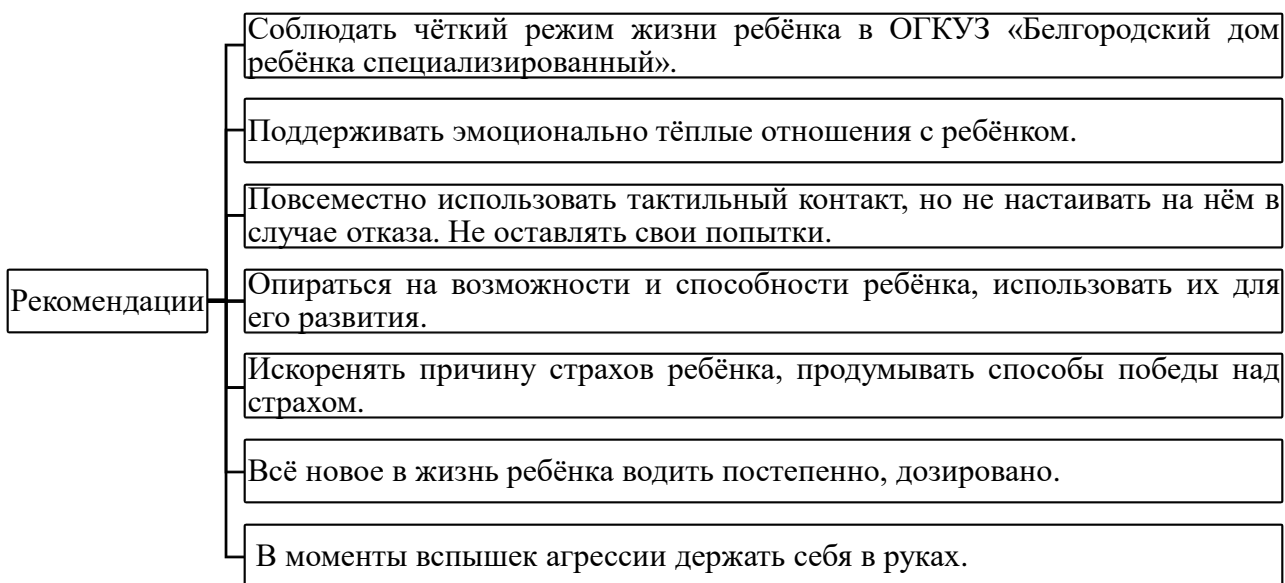 Рекомендации
Соблюдать чёткий режим жизни ребёнка в ОГКУЗ «Белгородский дом
ребёнка специализированный».
Поддерживать эмоционально тёплые отношения с ребёнком.
Повсеместно использовать тактильный контакт, но не настаивать на нём в
случае отказа. Не оставлять свои попытки.
Опираться на возможности и способности ребёнка, использовать их для
его развития.
Искоренять причину страхов ребёнка, продумывать способы победы над
страхом.
Всё новое в жизнь ребёнка водить постепенно, дозировано.
В моменты вспышек агрессии держать себя в руках.